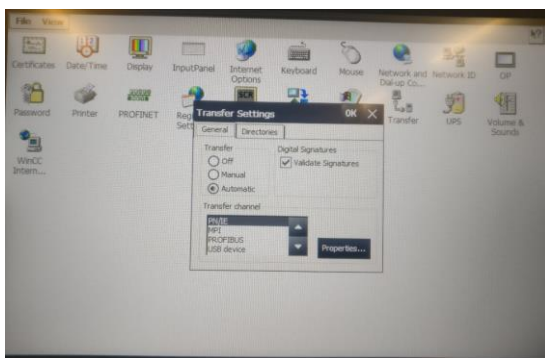 File View
Certificates Date/Time Display InputPanel Internet Options Keyboard Mouse Network and Dial-up Co... Network ID OP
Password Printer PROFINET Transfer UPS Volume & Sounds
WinCC Intern...
Transfer Settings OK
General Directories
Transfer Digital Signatures
Off Validate Signatures
Manual
Automatic
Transfer channel
PN/IE
MPI
PROFIBUS
USB device Properties...